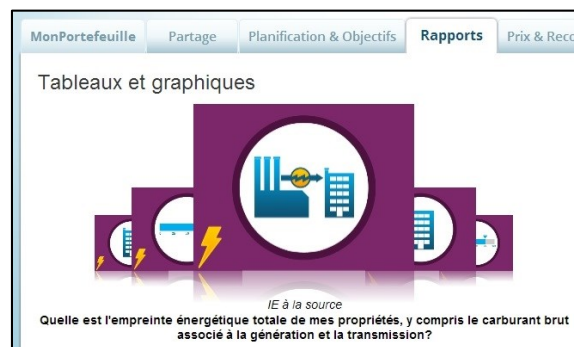 MonPortefeuille Partage Planification & Objectifs Rapports Prix & Reco
Tableaux et graphiques
IE à la source
Quelle est l'empreinte énergétique totale de mes propriétés, y compris le carburant brut
associé à la génération et la transmission?